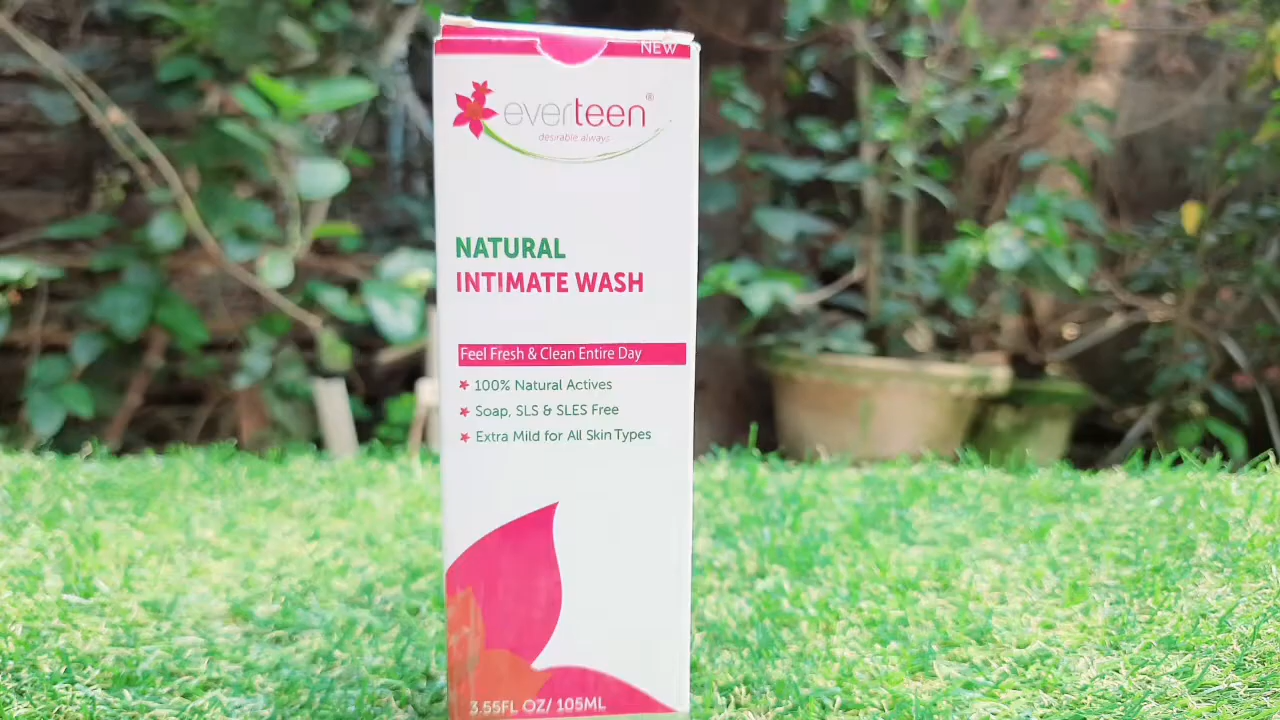 NEW
everteen®
desirable always
NATURAL
INTIMATE WASH
Feel Fresh & Clean Entire Day
100% Natural Actives
Soap, SLS & SLES Free
Extra Mild for All Skin Types
3.55FL OZ/ 105ML